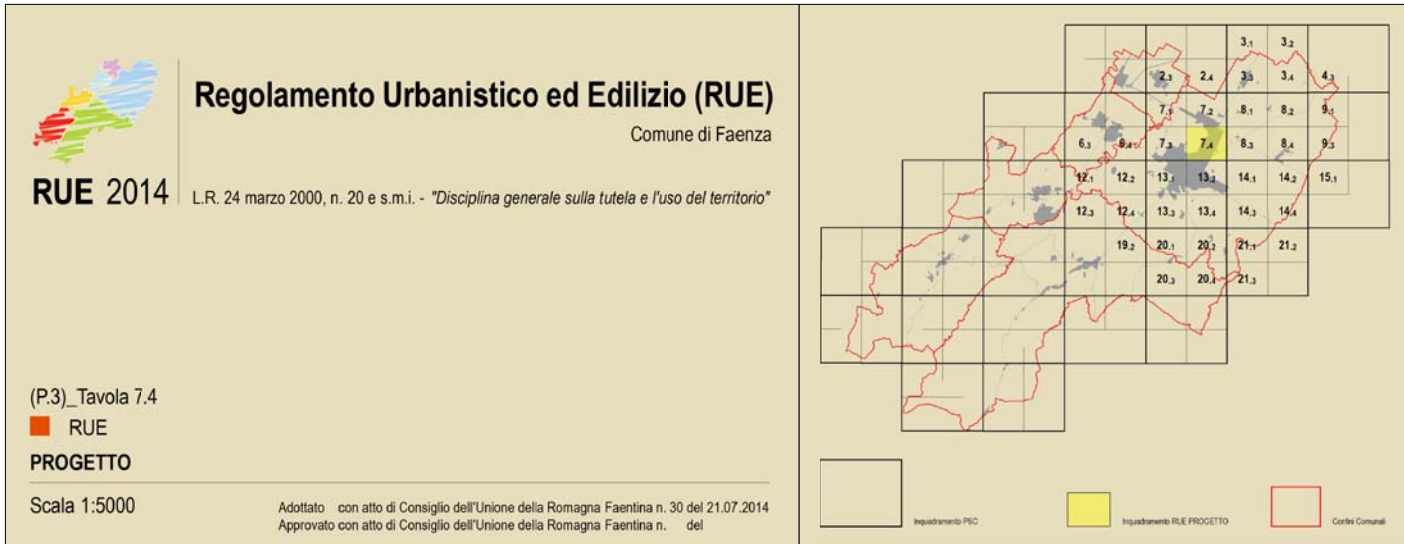 Regolamento Urbanistico ed Edilizio (RUE)
Comune di Faenza
RUE 2014
L.R. 24 marzo 2000, n. 20 e s.m.i. - "Disciplina generale sulla tutela e l'uso del territorio"
(P.3)_Tavola 7.4
RUE
PROGETTO
Scala 1:5000
Adottato con atto di Consiglio dell'Unione della Romagna Faentina n. 30 del 21.07.2014
Approvato con atto di Consiglio dell'Unione della Romagna Faentina n. del
3.1 3.2
2.3 2.4 3.3 3.4 4.3
7.1 7.2 8.1 8.2 9.1
6.3 6.4 7.3 7.4 8.3 8.4 9.3
12.1 12.2 13.1 13.2 14.1 14.2 15.1
12.3 12.4 13.3 13.4 14.3 14.4
19.2 20.1 20.2 21.1 21.2
20.3 20.4 21.3
Inquadramento PSC
Inquadramento RUE PROGETTO
Confini Comunali